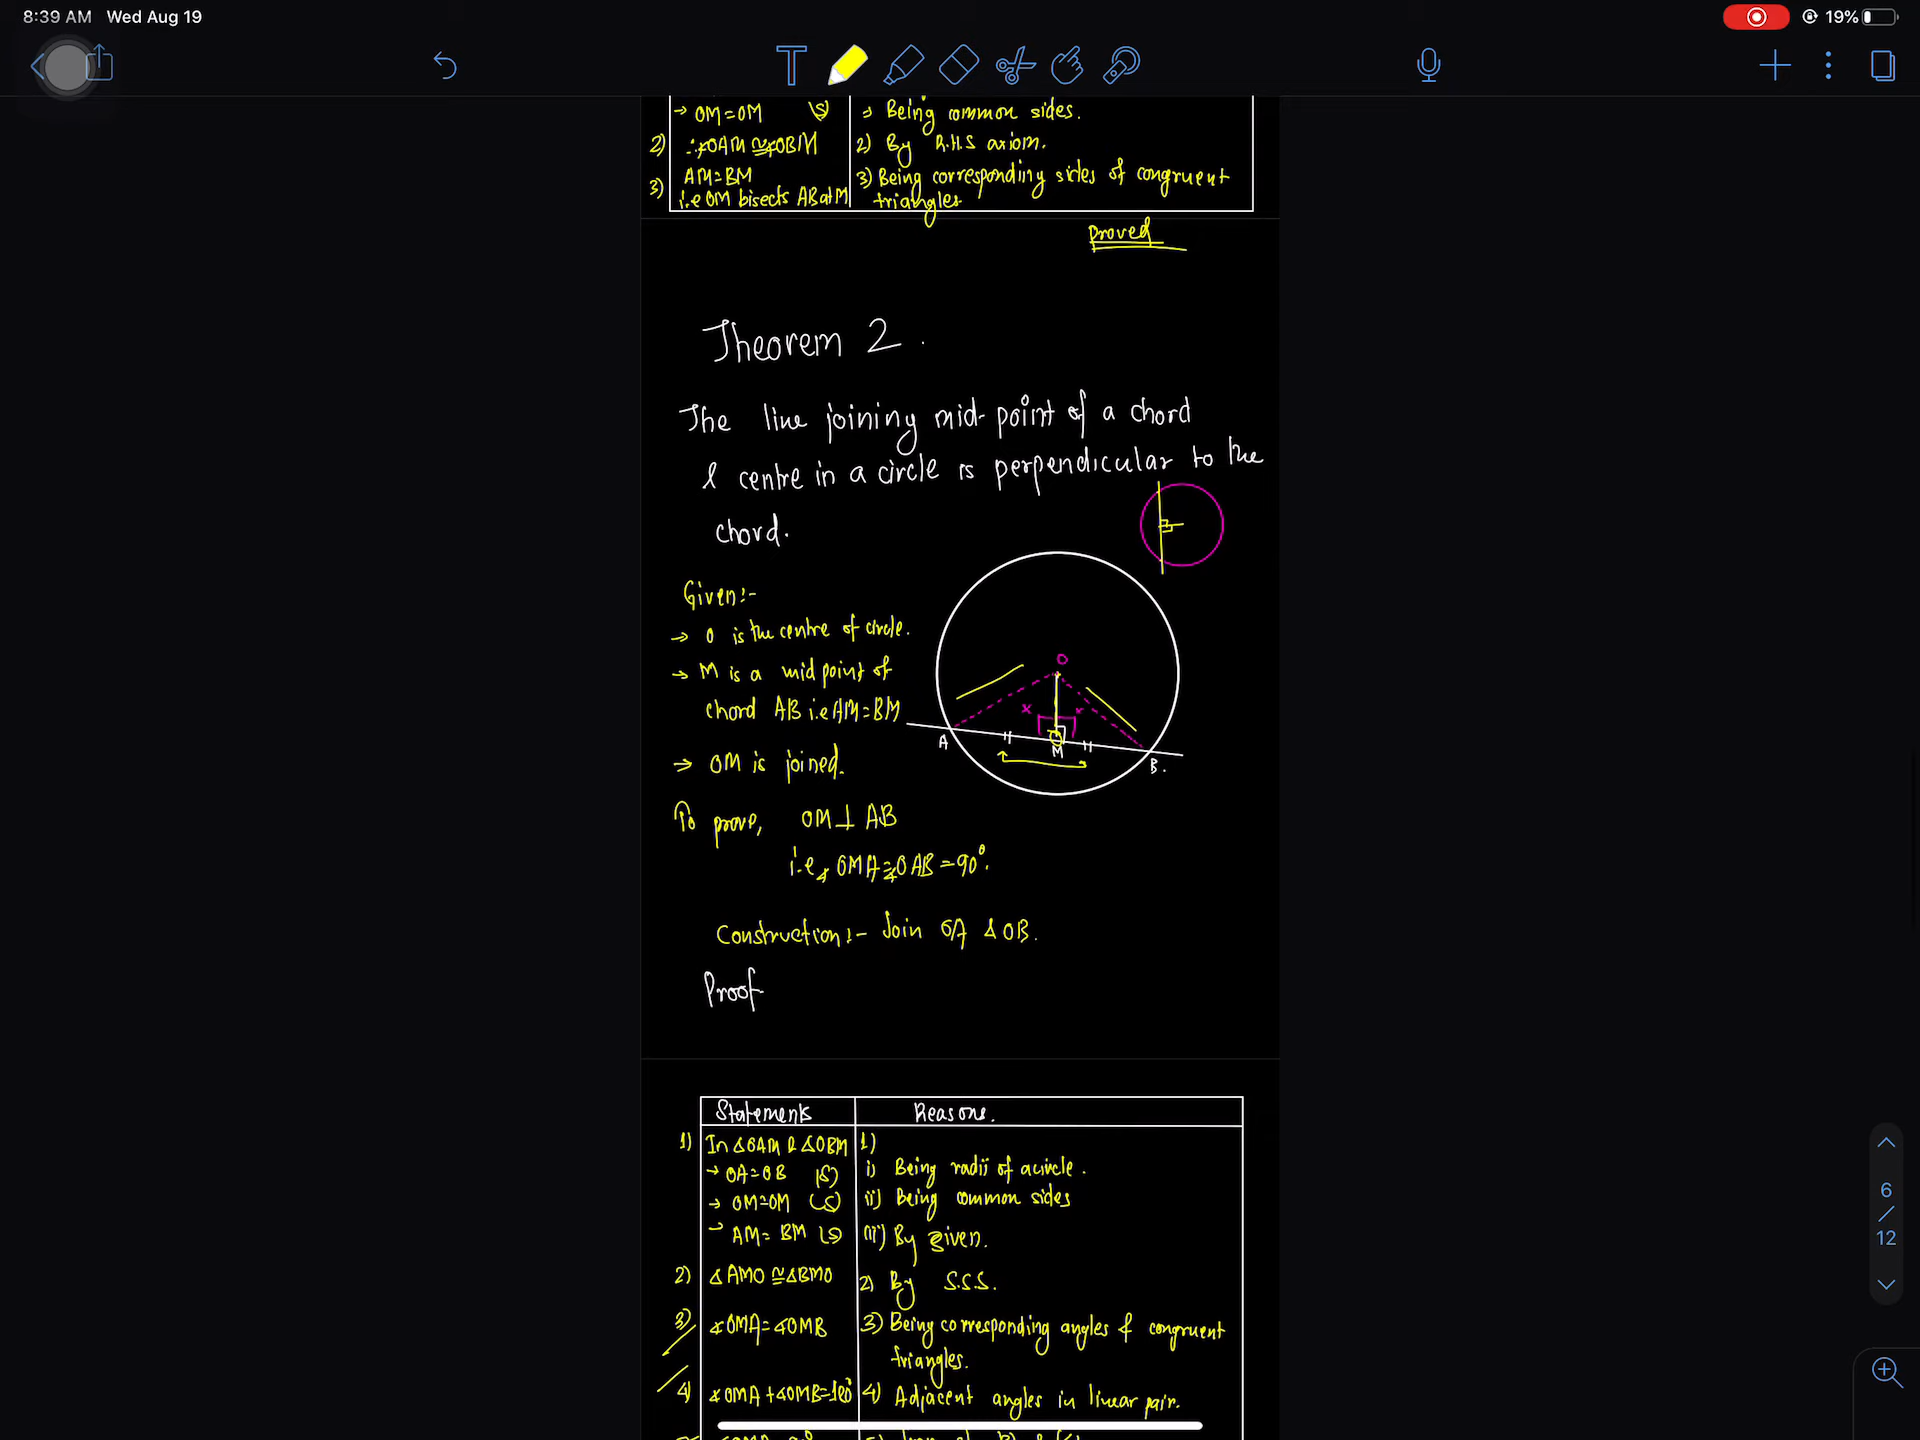 8:39 AM Wed Aug 19
19%
→ OM=OM (S) → Being common sides.
2) ∴∡OAM≅∡OBM 2) By R.H.S axiom.
3) AM=BM 3) Being corresponding sides of congruent
i.e OM bisects AB at M triangles
Proved
Theorem 2.
The line joining mid-point of a chord
& centre in a circle is perpendicular to the
chord.
Given:-
→ O is the centre of circle.
→ M is a mid point of
chord AB i.e AM=BM
→ OM is joined.
O
x x
A M B.
To prove, OM⊥AB
i.e ∡OMA=∡OAB=90°.
Construction:- Join OA & OB.
Proof
Statements Reasons.
1) In ∆OAM & ∆OBM 1)
→ OA=OB (S) i) Being radii of a circle.
→ OM=OM (S) ii) Being common sides
→ AM=BM (S) iii) By given.
2) ∆AMO≅∆BMO 2) By S.S.S.
3) ∡OMA=∡OMB 3) Being corresponding angles of congruent
triangles.
4) ∡OMA+∡OMB=180° 4) Adjacent angles in linear pair.
6
/
12